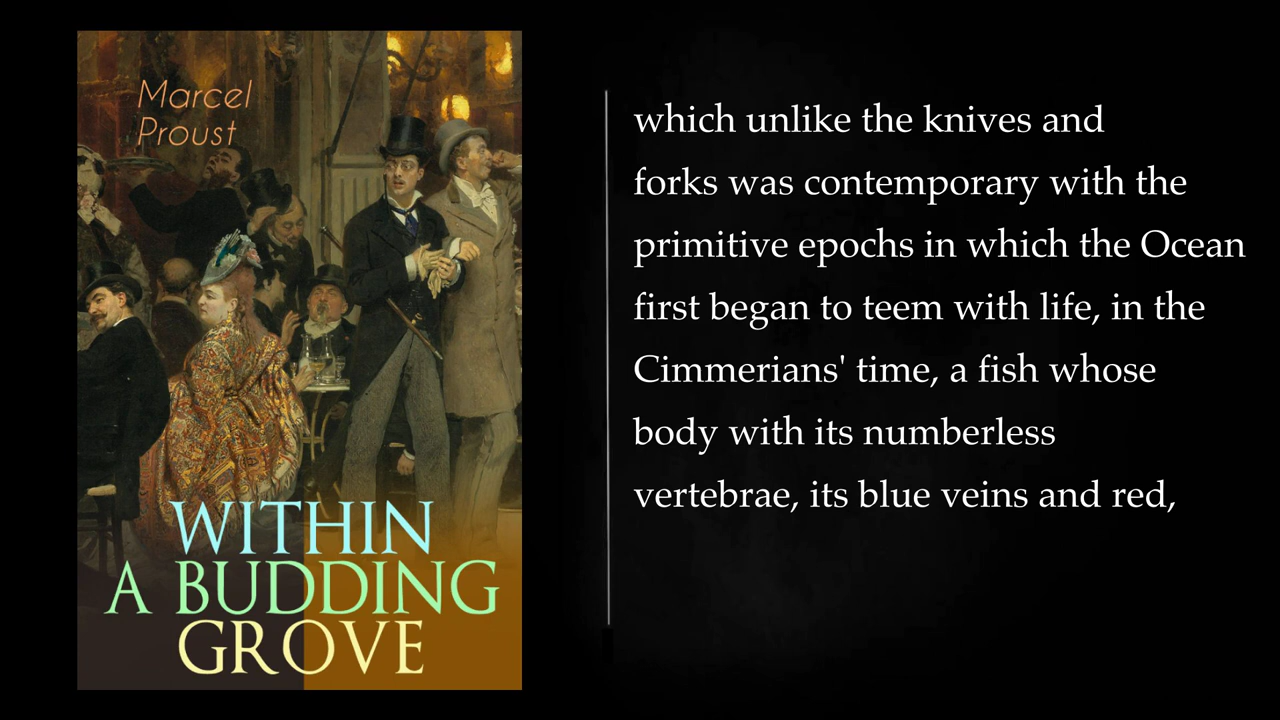 Marcel
Proust
WITHIN
A BUDDING
GROVE
which unlike the knives and
forks was contemporary with the
primitive epochs in which the Ocean
first began to teem with life, in the
Cimmerians' time, a fish whose
body with its numberless
vertebrae, its blue veins and red,